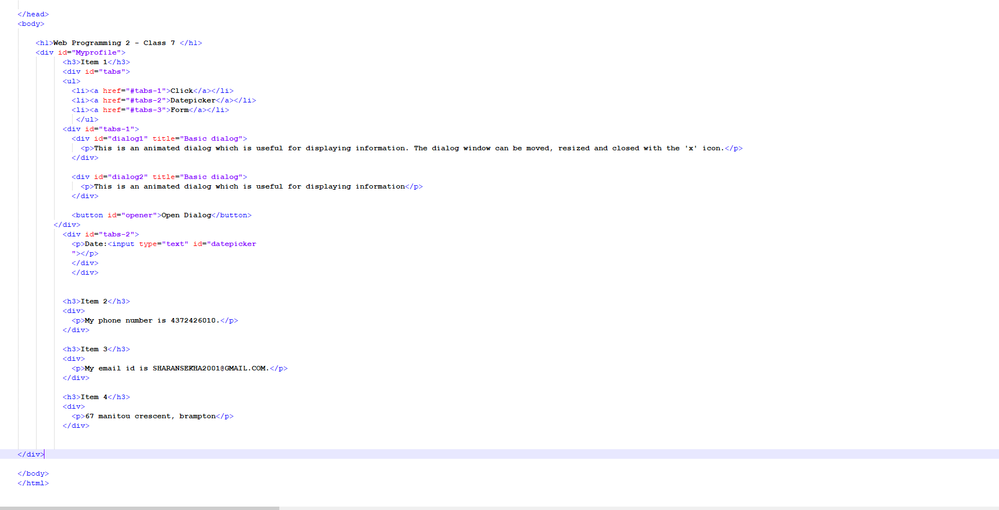 </head>
<body>
<h1>Web Programming 2 - Class 7 </h1>
<div id="Myprofile">
<h3>Item 1</h3>
<div id="tabs">
<ul>
<li><a href="#tabs-1">Click</a></li>
<li><a href="#tabs-2">Datepicker</a></li>
<li><a href="#tabs-3">Form</a></li>
</ul>
<div id="tabs-1">
<div id="dialog1" title="Basic dialog">
<p>This is an animated dialog which is useful for displaying information. The dialog window can be moved, resized and closed with the 'x' icon.</p>
</div>
<div id="dialog2" title="Basic dialog">
<p>This is an animated dialog which is useful for displaying information</p>
</div>
<button id="opener">Open Dialog</button>
</div>
<div id="tabs-2">
<p>Date:<input type="text" id="datepicker
"></p>
</div>
</div>
<h3>Item 2</h3>
<div>
<p>My phone number is 4372426010.</p>
</div>
<h3>Item 3</h3>
<div>
<p>My email id is SHARANSEKHA2001@GMAIL.COM.</p>
</div>
<h3>Item 4</h3>
<div>
<p>67 manitou crescent, brampton</p>
</div>
</div>
</body>
</html>